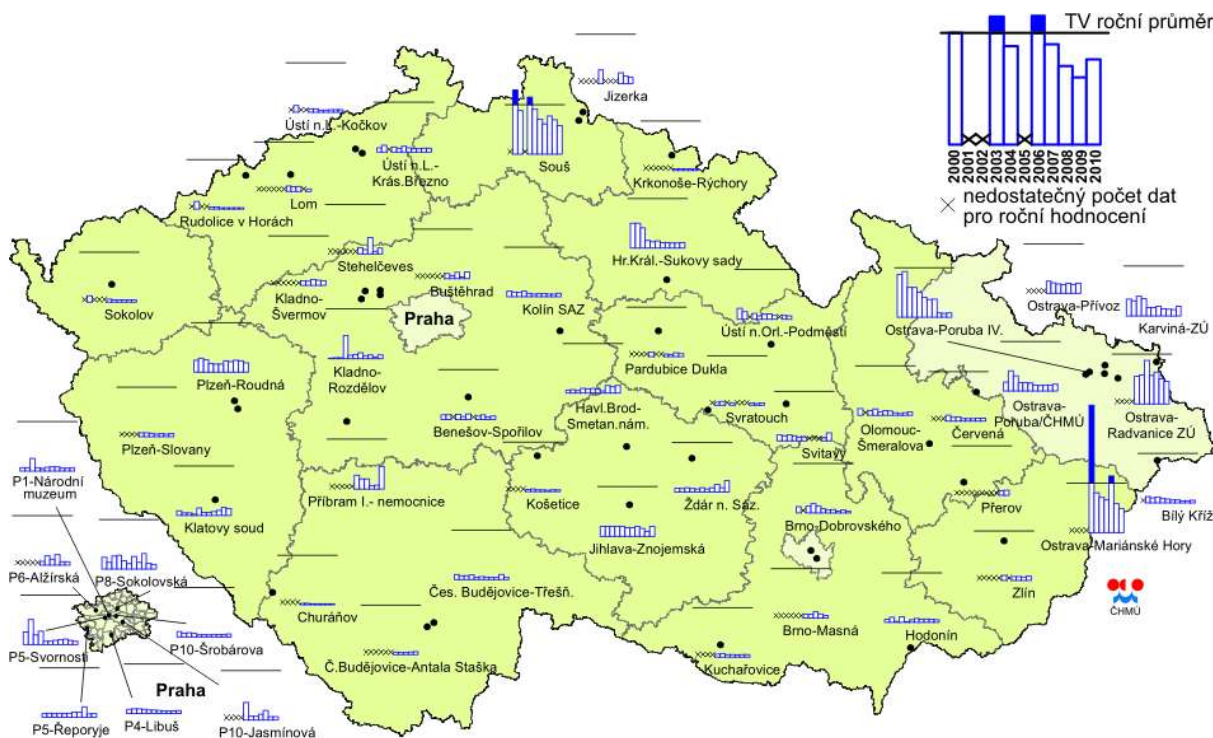 TV roční průměr
2000 2001 2002 2003 2004 2005 2006 2007 2008 2009 2010
nedostatečný počet dat
pro roční hodnocení
Jizerka
Ústí n.L.-Kočkov
Ústí n.L.-
Krás.Březno
Souš
Krkonoše-Rýchory
Lom
Rudolice v Horách
Stehelčeves
Hr.Král.-Sukovy sady
Buštěhrad
Kladno-
Švermov
Kolín SAZ
Sokolov
Praha
Ústí n.Orl.-Podměstí
Ostrava-Poruba IV.
Ostrava-Přívoz
Karviná-ZÚ
Plzeň-Roudná
Kladno-
Rozdělov
Pardubice Dukla
Havl.Brod-
Smetan.nám.
Svratouch
Benešov-Spořilov
Olomouc-
Šmeralova
Červená
Ostrava-
Poruba/ČHMÚ
Ostrava-
Radvanice ZÚ
Plzeň-Slovany
Svitavy
P1-Národní
muzeum
Příbram I.- nemocnice
Košetice
Žďár n. Sáz.
Přerov
Bílý Kříž
Klatovy soud
Brno-Dobrovského
Jihlava-Znojemská
Ostrava-Mariánské Hory
P6-Alžírská
P8-Sokolovská
Čes. Budějovice-Třešň.
Zlín
ČHMÚ
Churáňov
Brno-Masná
Hodonín
P5-Svornosti
P10-Šrobárova
Č.Budějovice-Antala Staška
Kuchařovice
Praha
P5-Řeporyje
P4-Libuš
P10-Jasmínová